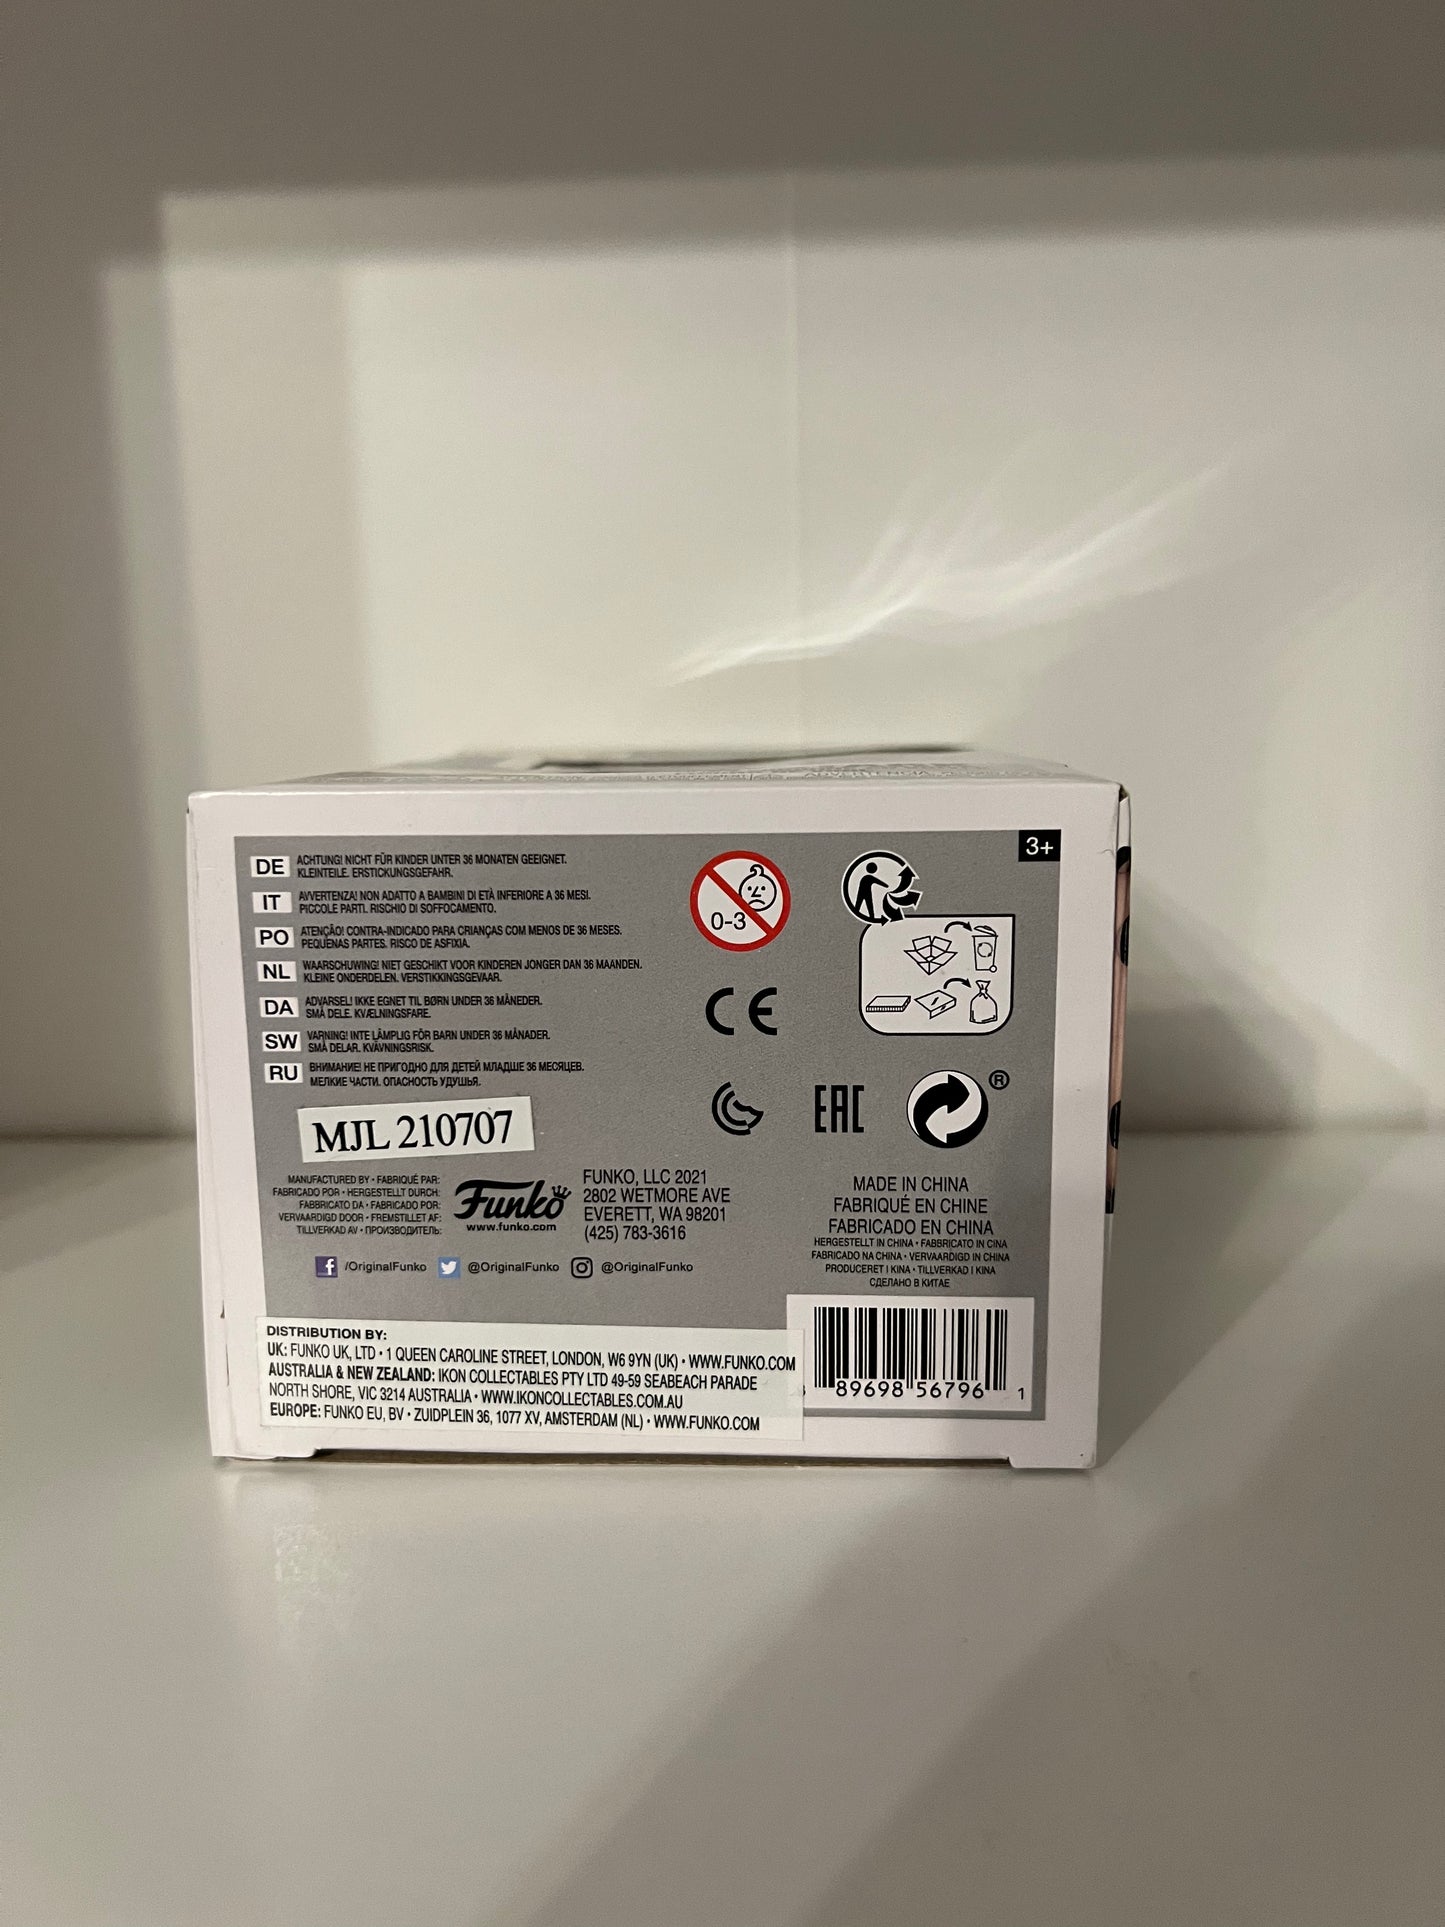 3+
DE ACHTUNG! NICHT FÜR KINDER UNTER 36 MONATEN GEEIGNET.
KLEINTEILE. ERSTICKUNGSGEFAHR.
IT AVVERTENZA! NON ADATTO A BAMBINI DI ETÀ INFERIORE A 36 MESI.
PICCOLE PARTI. RISCHIO DI SOFFOCAMENTO.
PO ATENÇÃO! CONTRA-INDICADO PARA CRIANÇAS COM MENOS DE 36 MESES.
PEQUENAS PARTES. RISCO DE ASFIXIA.
NL WAARSCHUWING! NIET GESCHIKT VOOR KINDEREN JONGER DAN 36 MAANDEN.
KLEINE ONDERDELEN. VERSTIKKINGSGEVAAR.
DA ADVARSEL! IKKE EGNET TIL BØRN UNDER 36 MÅNEDER.
SMÅ DELE. KVÆLNINGSFARE.
SW VARNING! INTE LÄMPLIG FÖR BARN UNDER 36 MÅNADER.
SMÅ DELAR. KVÄVNINGSRISK.
RU ВНИМАНИЕ! НЕ ПРИГОДНО ДЛЯ ДЕТЕЙ МЛАДШЕ 36 МЕСЯЦЕВ.
МЕЛКИЕ ЧАСТИ. ОПАСНОСТЬ УДУШЬЯ.
0-3
CE
EAC
®
MJL 210707
MANUFACTURED BY • FABRIQUÉ PAR:
FABRICADO POR • HERGESTELLT DURCH:
FABBRICATO DA • FABRICADO POR:
VERVAARDIGD DOOR • FREMSTILLET AF:
TILLVERKAD AV • ПРОИЗВОДИТЕЛЬ:
Funko
www.funko.com
FUNKO, LLC 2021
2802 WETMORE AVE
EVERETT, WA 98201
(425) 783-3616
/OriginalFunko @OriginalFunko @OriginalFunko
MADE IN CHINA
FABRIQUÉ EN CHINE
FABRICADO EN CHINA
HERGESTELLT IN CHINA • FABBRICATO IN CINA
FABRICADO NA CHINA • VERVAARDIGD IN CHINA
PRODUCERET I KINA • TILLVERKAD I KINA
СДЕЛАНО В КИТАЕ
DISTRIBUTION BY:
UK: FUNKO UK, LTD • 1 QUEEN CAROLINE STREET, LONDON, W6 9YN (UK) • WWW.FUNKO.COM
AUSTRALIA & NEW ZEALAND: IKON COLLECTABLES PTY LTD 49-59 SEABEACH PARADE
NORTH SHORE, VIC 3214 AUSTRALIA • WWW.IKONCOLLECTABLES.COM.AU
EUROPE: FUNKO EU, BV • ZUIDPLEIN 36, 1077 XV, AMSTERDAM (NL) • WWW.FUNKO.COM
89698 56796 1